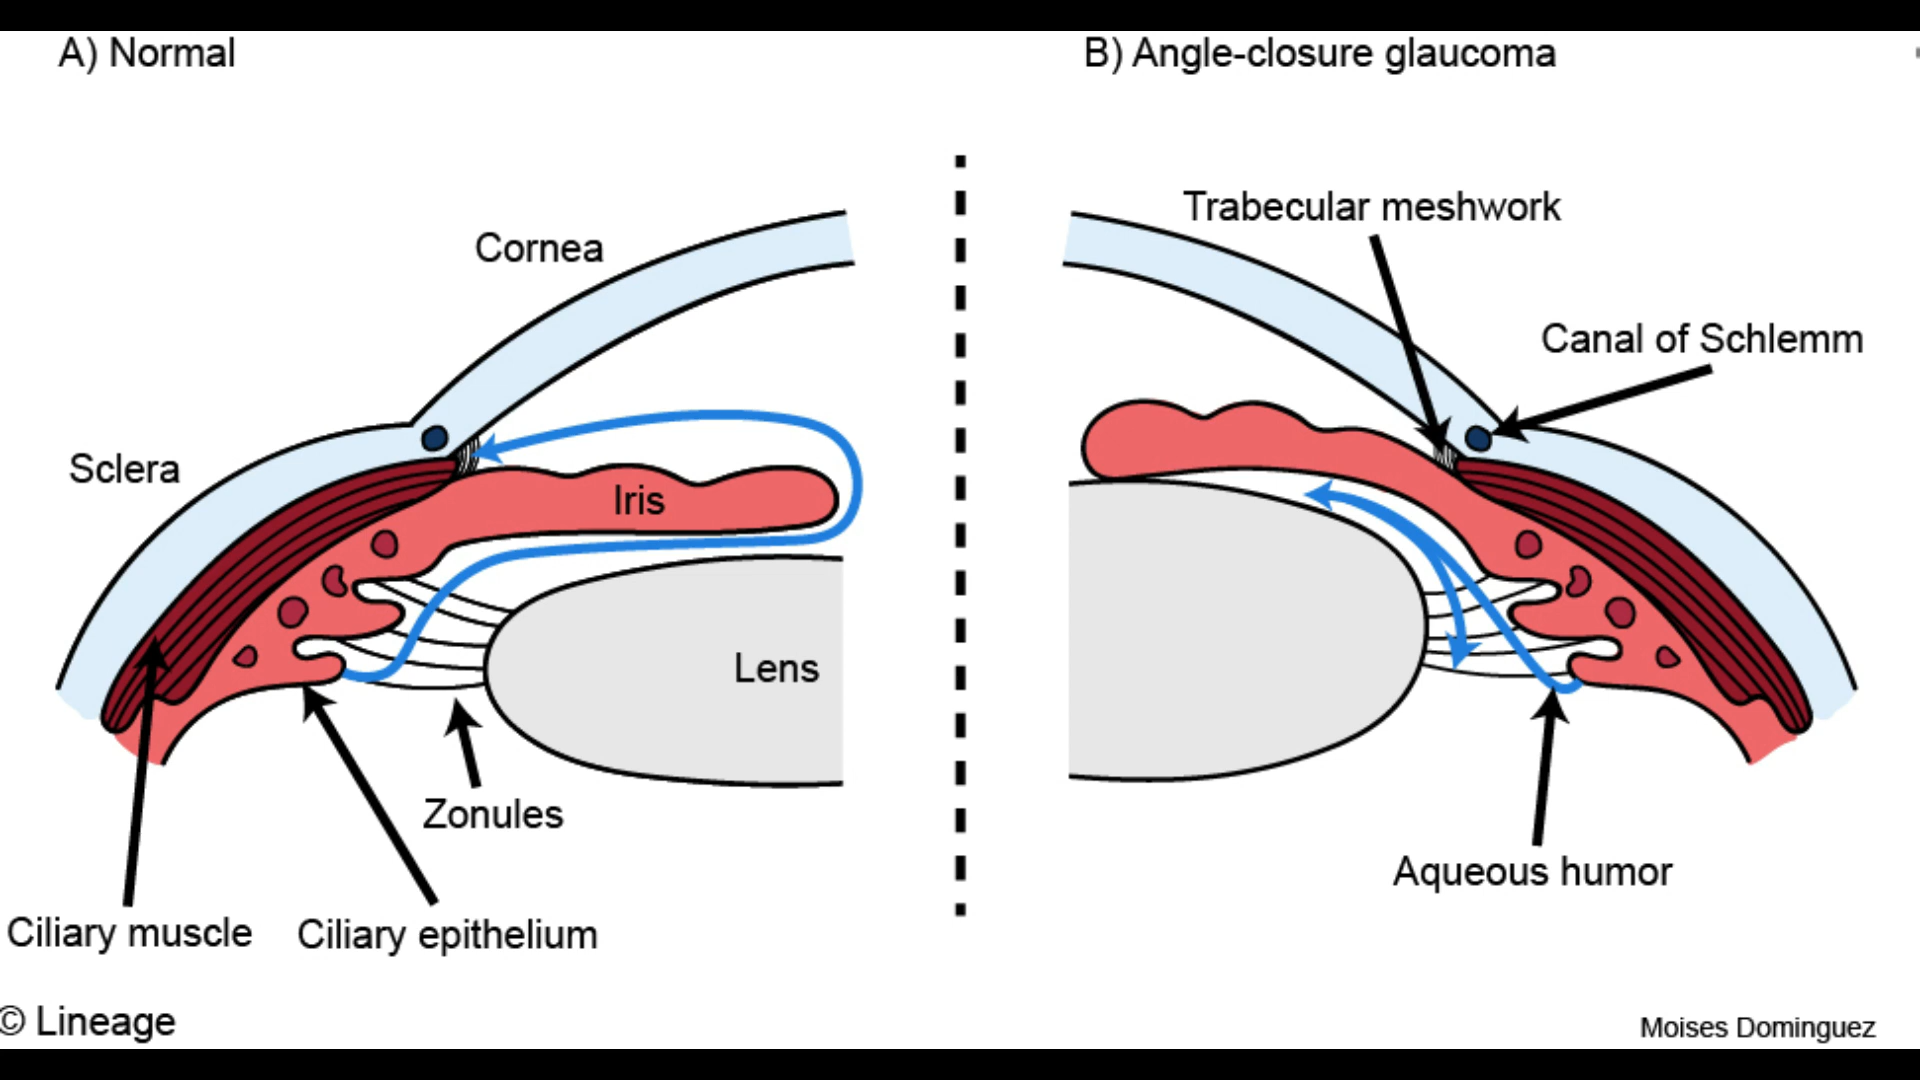 A) Normal
B) Angle-closure glaucoma
Trabecular meshwork
Cornea
Canal of Schlemm
Sclera
Iris
Lens
Zonules
Aqueous humor
Ciliary muscle
Ciliary epithelium
© Lineage
Moises Dominguez